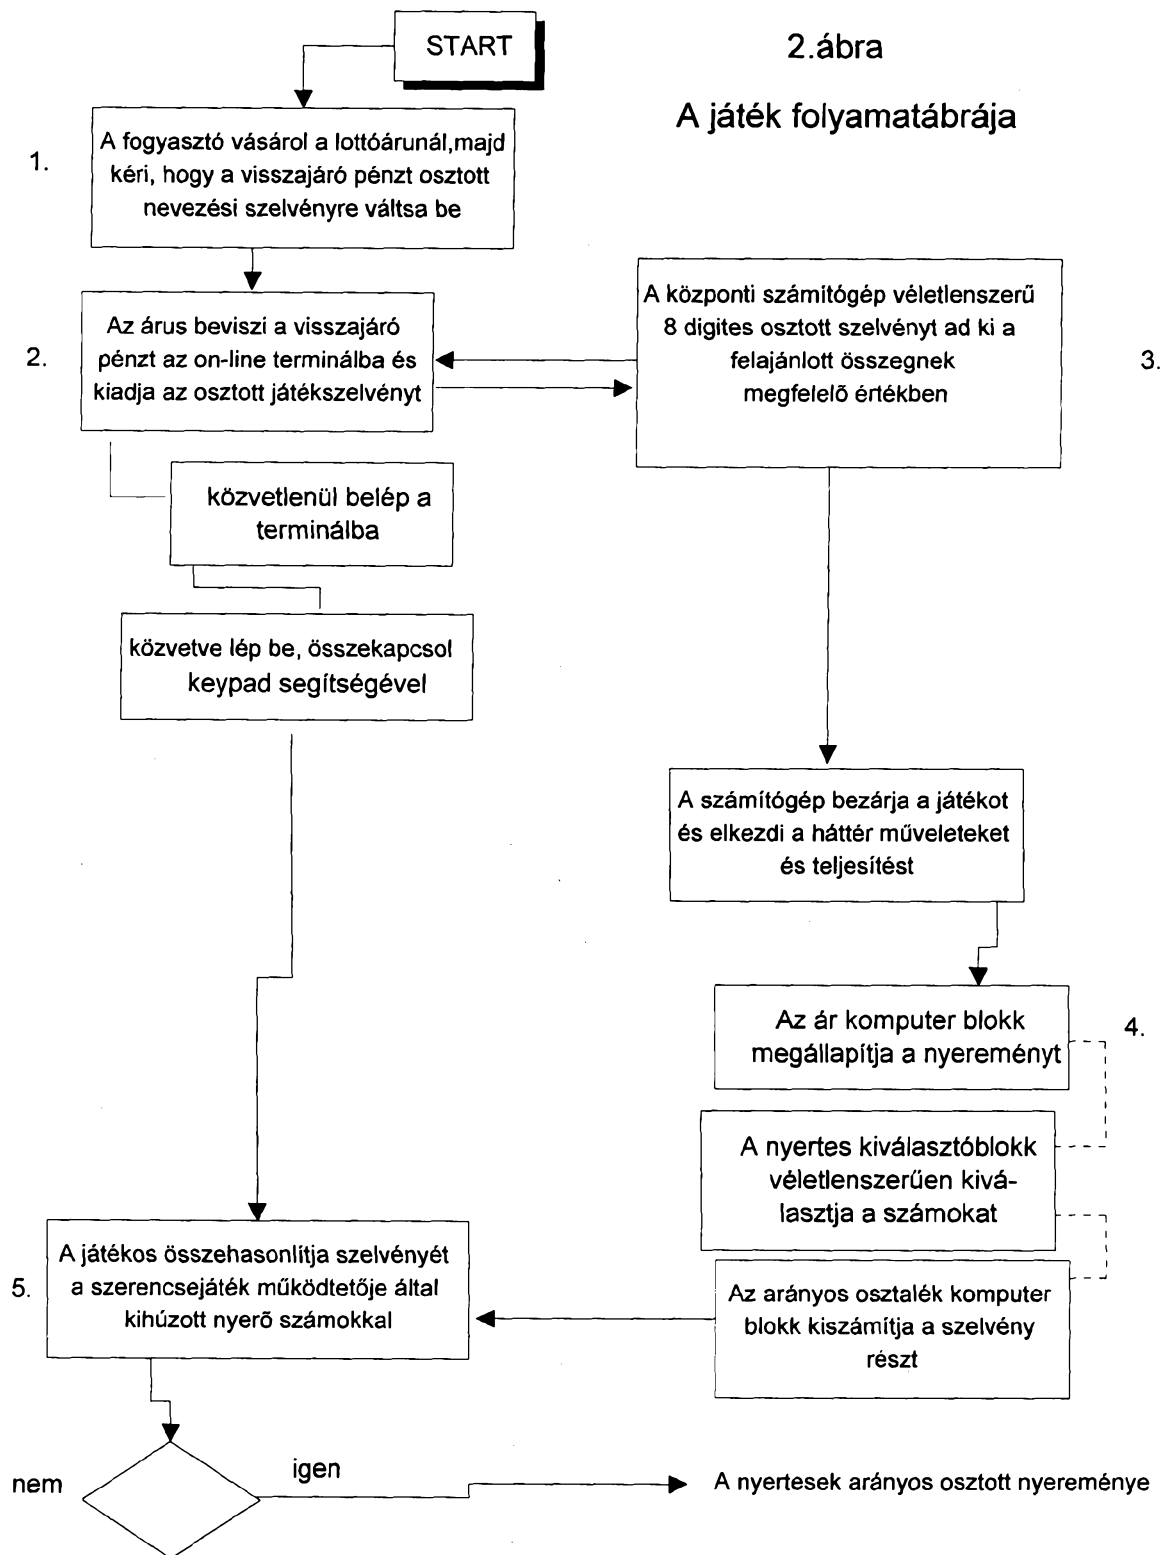 START
2.ábra
A játék folyamatábrája
1.
A fogyasztó vásárol a lottóárunál,majd
kéri, hogy a visszajáró pénzt osztott
nevezési szelvényre váltsa be
2.
Az árus beviszi a visszajáró
pénzt az on-line terminálba és
kiadja az osztott játékszelvényt
A központi számítógép véletlenszerű
8 digites osztott szelvényt ad ki a
felajánlott összegnek
megfelelő értékben
3.
közvetlenül belép a
terminálba
közvetve lép be, összekapcsol
keypad segítségével
A számítógép bezárja a játékot
és elkezdi a háttér műveleteket
és teljesítést
Az ár komputer blokk
megállapítja a nyereményt
4.
A nyertes kiválasztóblokk
véletlenszerűen kivá-
lasztja a számokat
Az arányos osztalék komputer
blokk kiszámítja a szelvény
részt
5.
A játékos összehasonlítja szelvényét
a szerencsejáték működtetője által
kihúzott nyerő számokkal
nem
igen
A nyertesek arányos osztott nyereménye